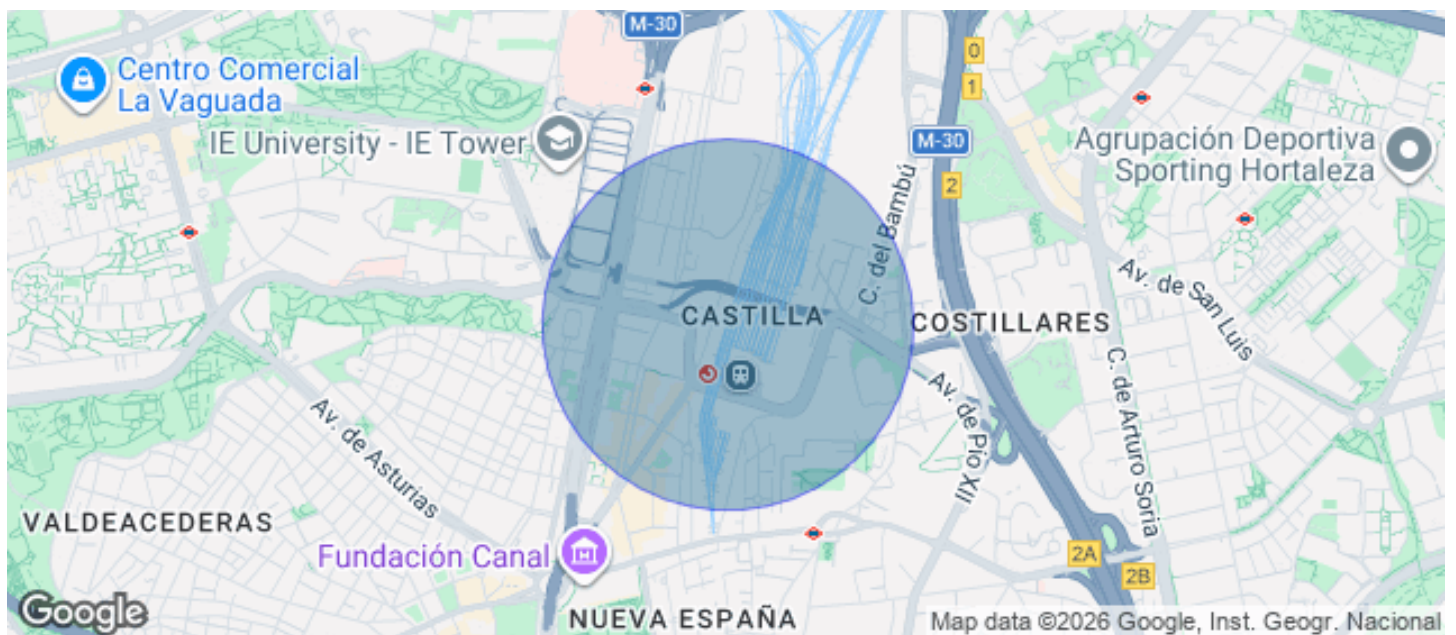 M-30
Centro Comercial
La Vaguada
IE University - IE Tower
0
1
M-30
2
Agrupación Deportiva
Sporting Hortaleza
C. del Bambú
CASTILLA
COSTILLARES
Av. de San Luis
C. de Arturo Soria
Av. de Asturias
Av. de Pío XII
VALDEACEDERAS
Fundación Canal
2A
2B
NUEVA ESPAÑA
Google
Map data ©2026 Google, Inst. Geogr. Nacional